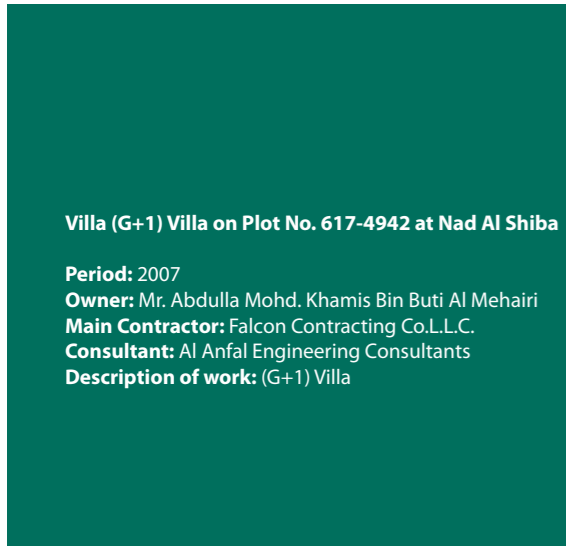 Villa (G+1) Villa on Plot No. 617-4942 at Nad Al Shiba
Period: 2007
Owner: Mr. Abdulla Mohd. Khamis Bin Buti Al Mehairi
Main Contractor: Falcon Contracting Co.L.L.C.
Consultant: Al Anfal Engineering Consultants
Description of work: (G+1) Villa